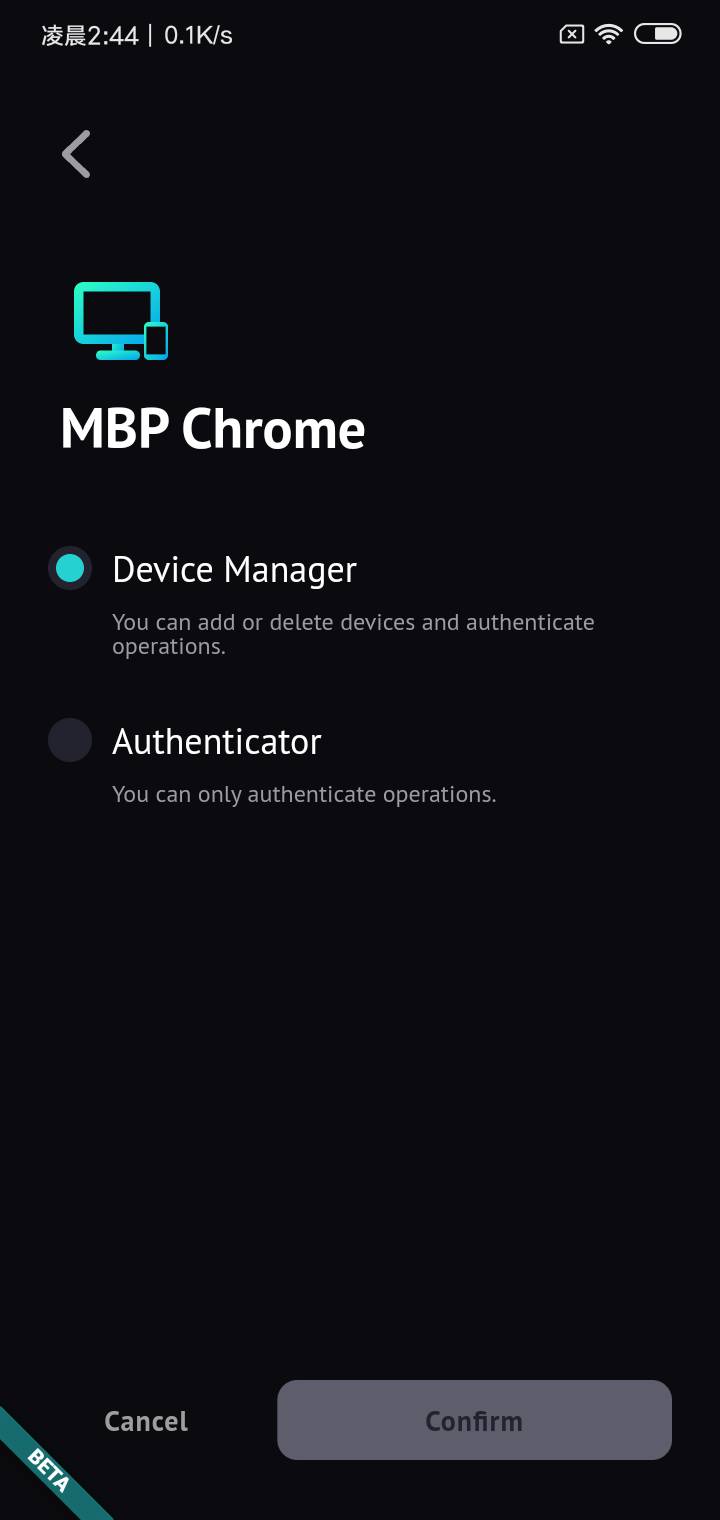 凌晨2:44 | 0.1K/s
MBP Chrome
Device Manager
You can add or delete devices and authenticate
operations.
Authenticator
You can only authenticate operations.
Cancel
Confirm
BETA